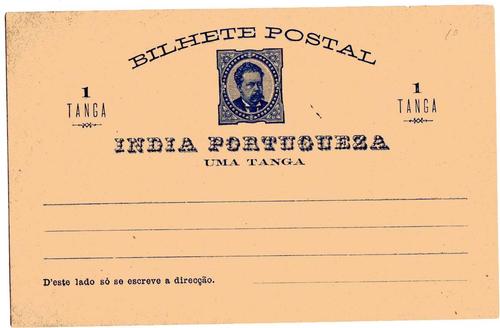 BILHETE POSTAL
1
TANGA
1
TANGA
INDIA PORTUGUEZA
UMA TANGA
D'este lado só se escreve a direcção.